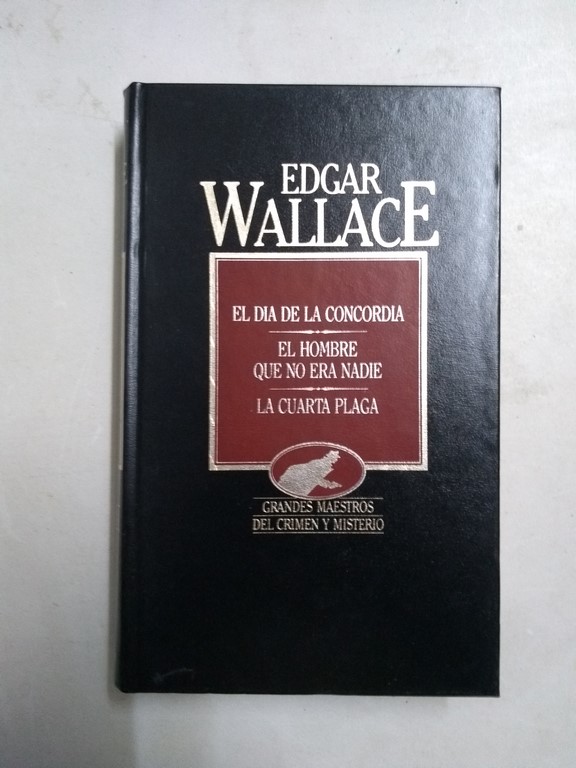 EDGAR
WALLACE
EL DIA DE LA CONCORDIA
EL HOMBRE
QUE NO ERA NADIE
LA CUARTA PLAGA
GRANDES MAESTROS
DEL CRIMEN Y MISTERIO